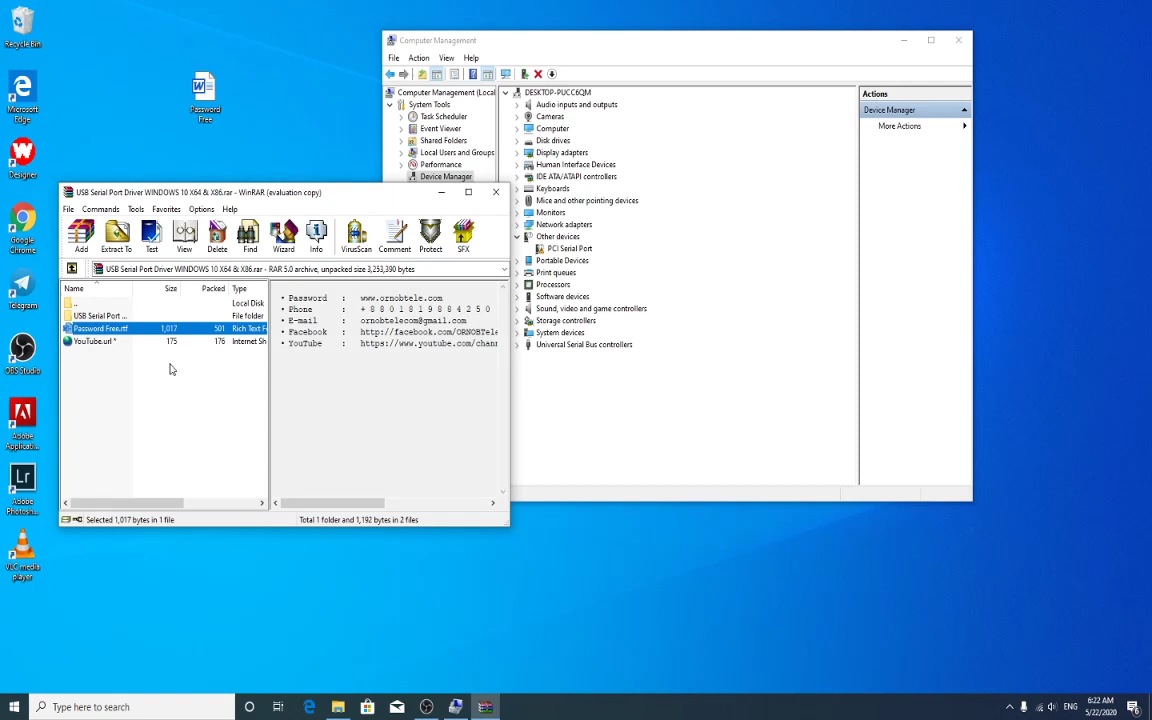 Recycle Bin
Microsoft
Edge
Designer
Google
Chrome
Telegram
OBS Studio
Adobe
Applicati...
Adobe
Photosh...
VLC media
player
Password
Free
Computer Management
File Action View Help
Computer Management (Local
System Tools
Task Scheduler
Event Viewer
Shared Folders
Local Users and Groups
Performance
Device Manager
DESKTOP-PUCC6QM
Audio inputs and outputs
Cameras
Computer
Disk drives
Display adapters
Human Interface Devices
IDE ATA/ATAPI controllers
Keyboards
Mice and other pointing devices
Monitors
Network adapters
Other devices
PCI Serial Port
Portable Devices
Print queues
Processors
Software devices
Sound, video and game controllers
Storage controllers
System devices
Universal Serial Bus controllers
Actions
Device Manager
More Actions
USB Serial Port Driver WINDOWS 10 X64 & X86.rar - WinRAR (evaluation copy)
File Commands Tools Favorites Options Help
Add Extract To Test View Delete Find Wizard Info VirusScan Comment Protect SFX
USB Serial Port Driver WINDOWS 10 X64 & X86.rar - RAR 5.0 archive, unpacked size 3,253,390 bytes
Name Size Packed Type
.. Local Disk
USB Serial Port ... File folder
Password Free.rtf 1,017 501 Rich Text F
YouTube.url * 175 176 Internet Sh
• Password : www.ornobtele.com
• Phone : +8801819884250
• E-mail : ornobtelecom@gmail.com
• Facebook : http://facebook.com/ORNOBTele
• YouTube : https://www.youtube.com/chann
Selected 1,017 bytes in 1 file
Total 1 folder and 1,192 bytes in 2 files
Type here to search
ENG
6:22 AM
5/22/2020